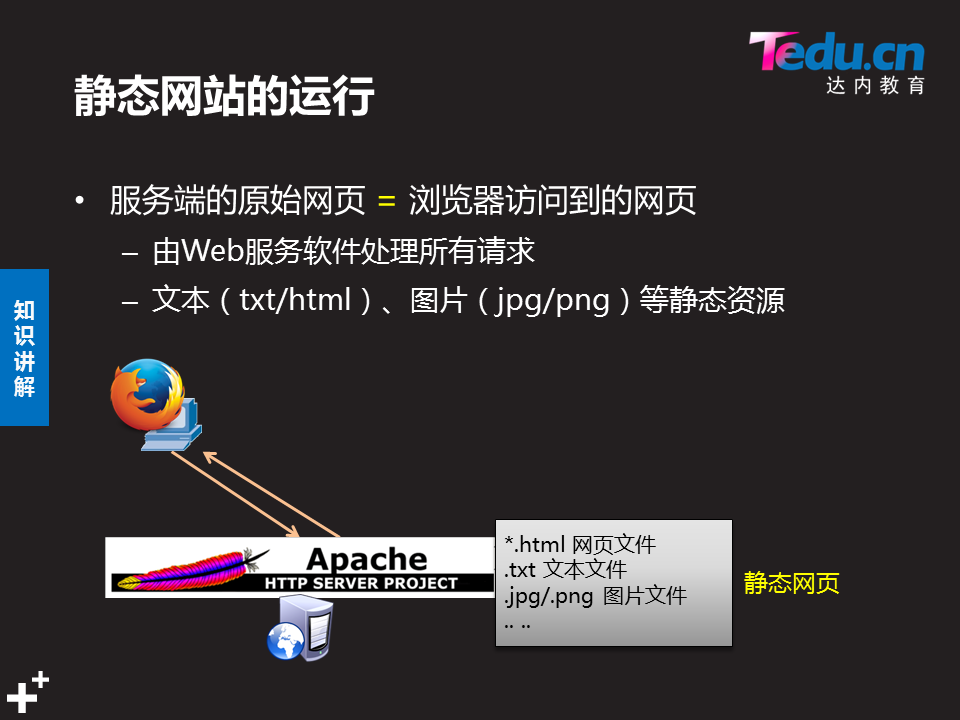 Tedu.cn
达内教育
静态网站的运行
• 服务端的原始网页 = 浏览器访问到的网页
– 由Web服务软件处理所有请求
– 文本（txt/html）、图片（jpg/png）等静态资源
知识讲解
Apache
HTTP SERVER PROJECT
*.html 网页文件
.txt 文本文件
.jpg/.png 图片文件
.. ..
静态网页